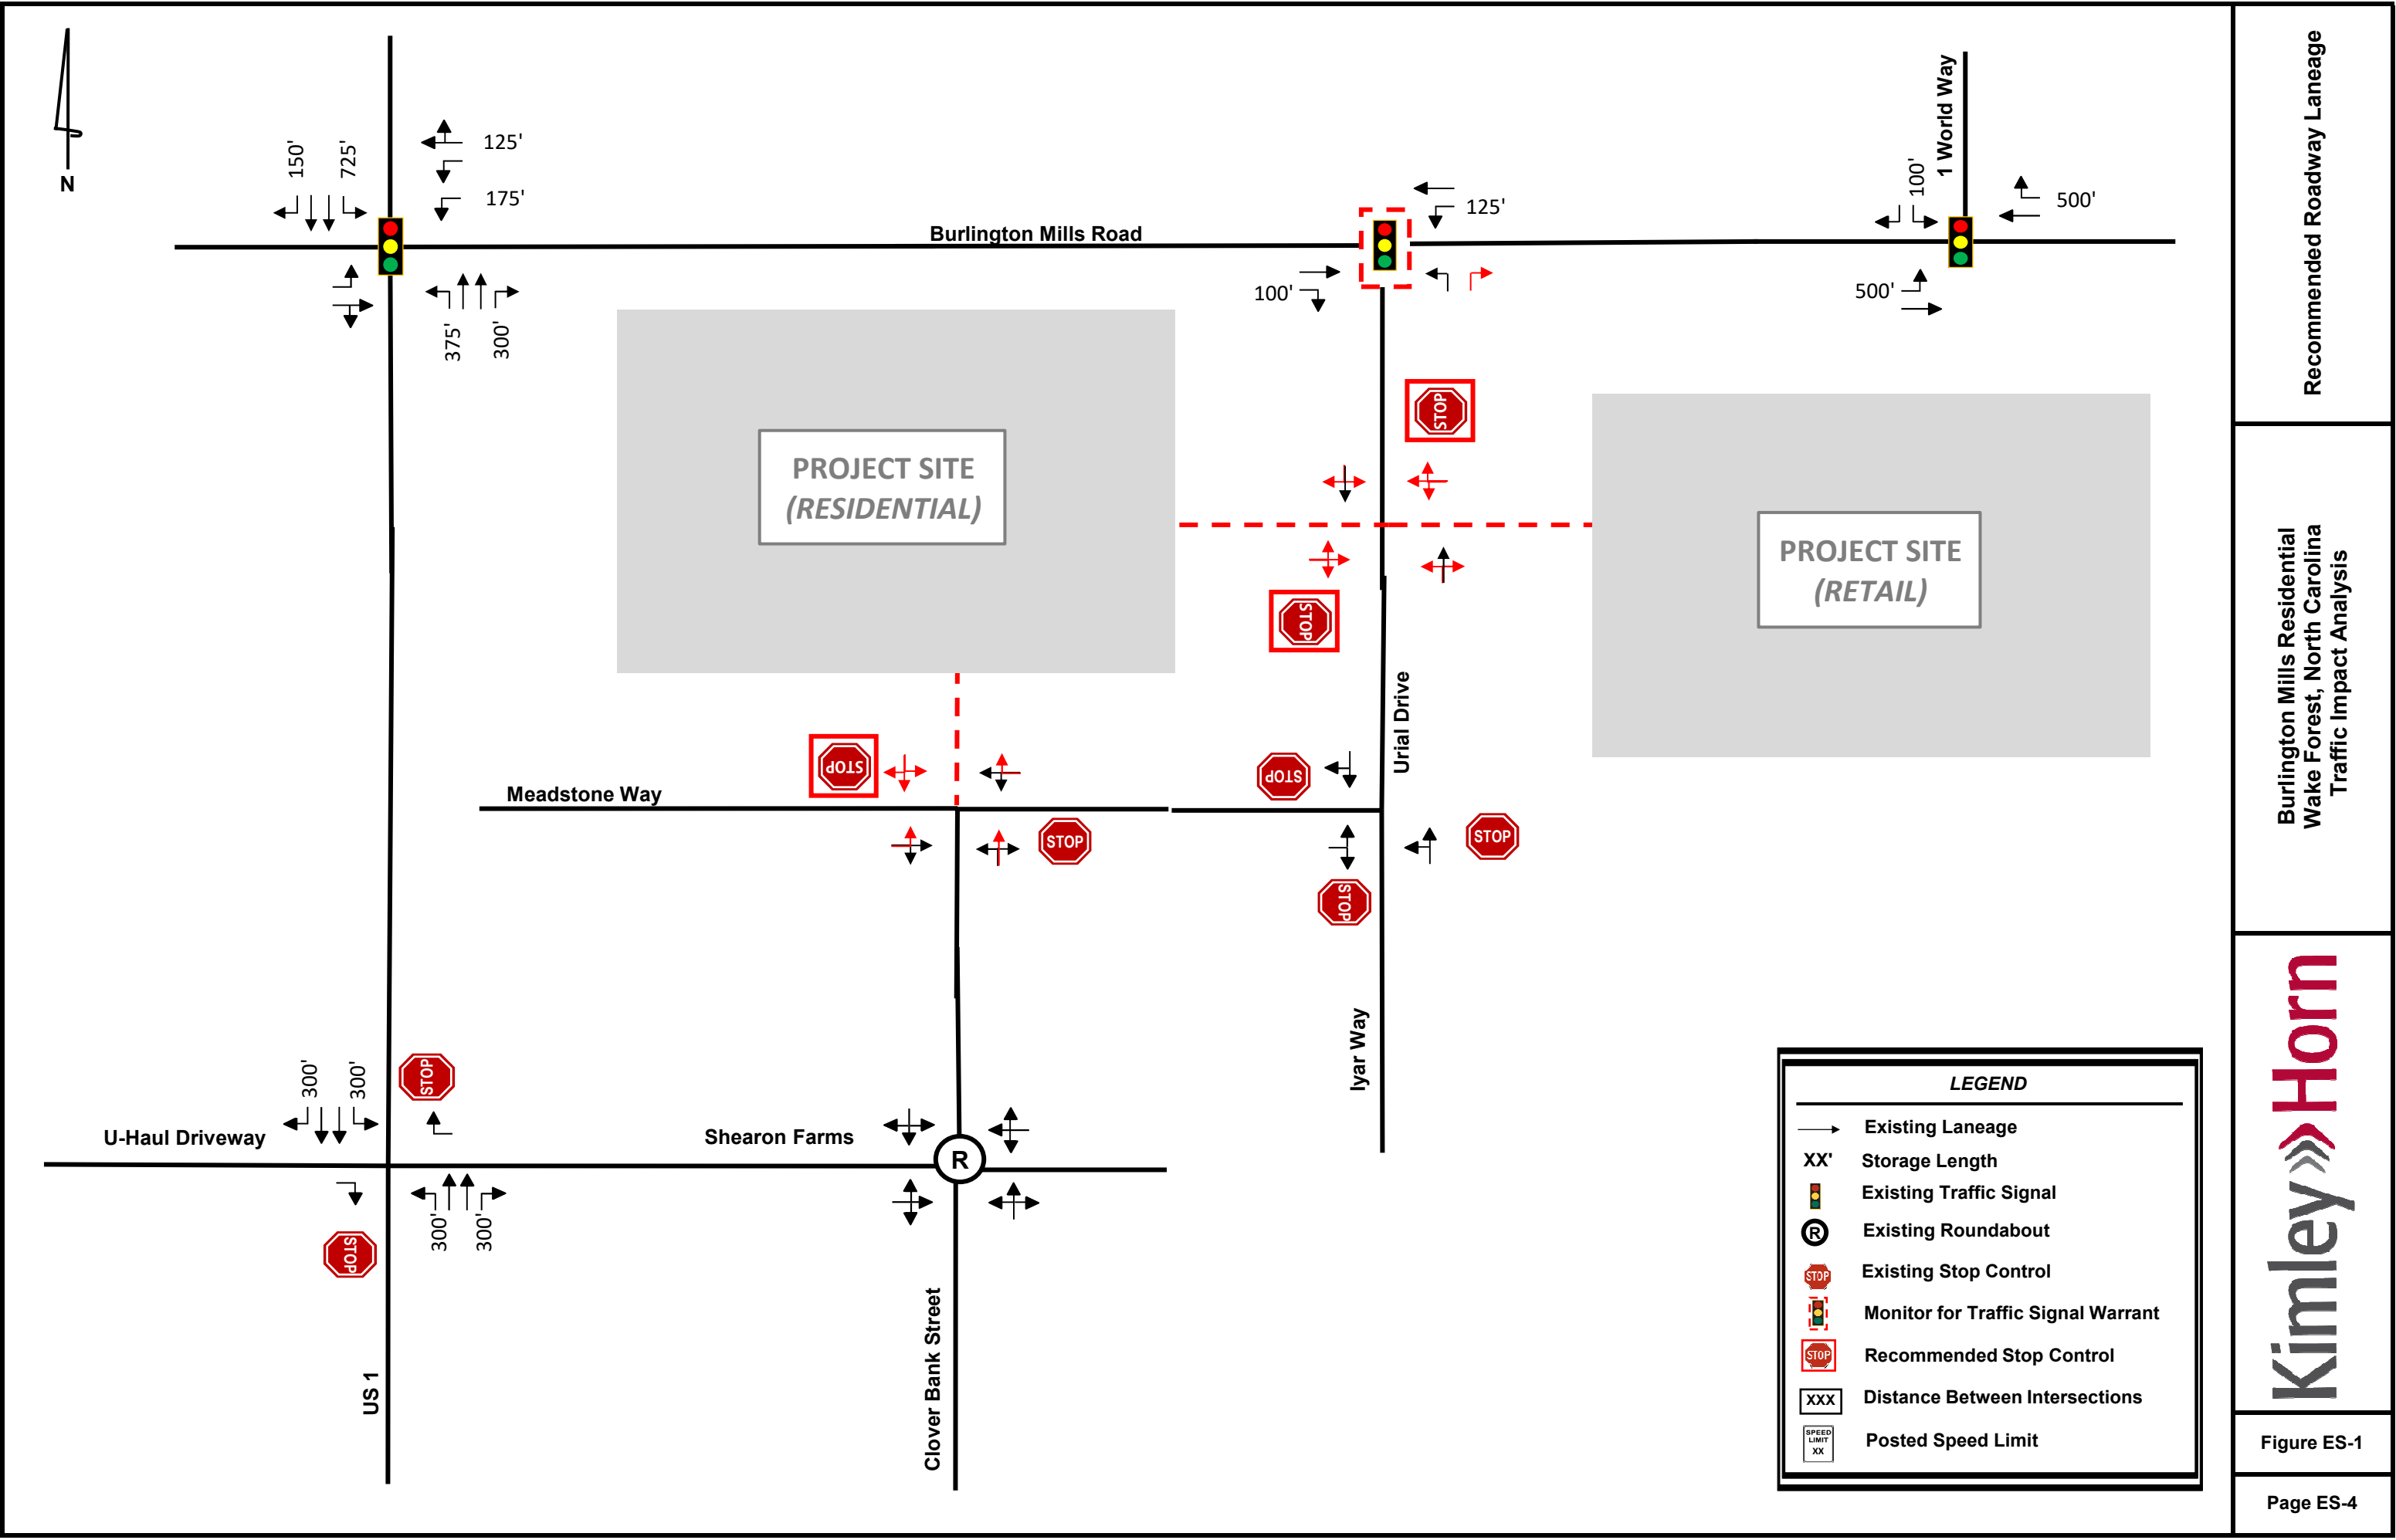 N
150'
725'
125'
175'
375'
300'
Burlington Mills Road
125'
100'
1 World Way
100'
500'
500'
PROJECT SITE
(RESIDENTIAL)
STOP
STOP
PROJECT SITE
(RETAIL)
Urial Drive
STOP
STOP
Meadstone Way
STOP
STOP
STOP
Iyar Way
300'
300'
STOP
U-Haul Driveway
Shearon Farms
R
300'
300'
STOP
US 1
Clover Bank Street
LEGEND
Existing Laneage
XX' Storage Length
Existing Traffic Signal
R Existing Roundabout
STOP Existing Stop Control
Monitor for Traffic Signal Warrant
STOP Recommended Stop Control
XXX Distance Between Intersections
SPEED
LIMIT
XX
Posted Speed Limit
Recommended Roadway Laneage
Burlington Mills Residential
Wake Forest, North Carolina
Traffic Impact Analysis
Kimley»Horn
Figure ES-1
Page ES-4